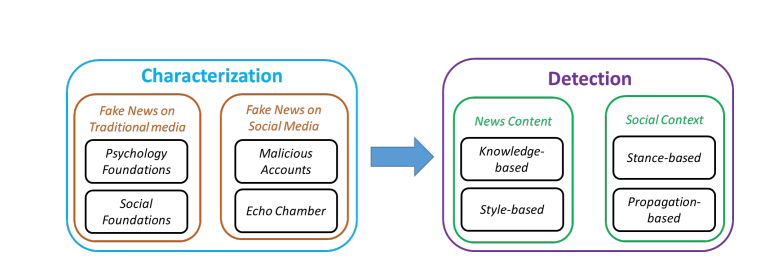 Characterization
Fake News on
Traditional media
Psychology
Foundations
Social
Foundations
Fake News on
Social Media
Malicious
Accounts
Echo Chamber
Detection
News Content
Knowledge-
based
Style-based
Social Context
Stance-based
Propagation-
based